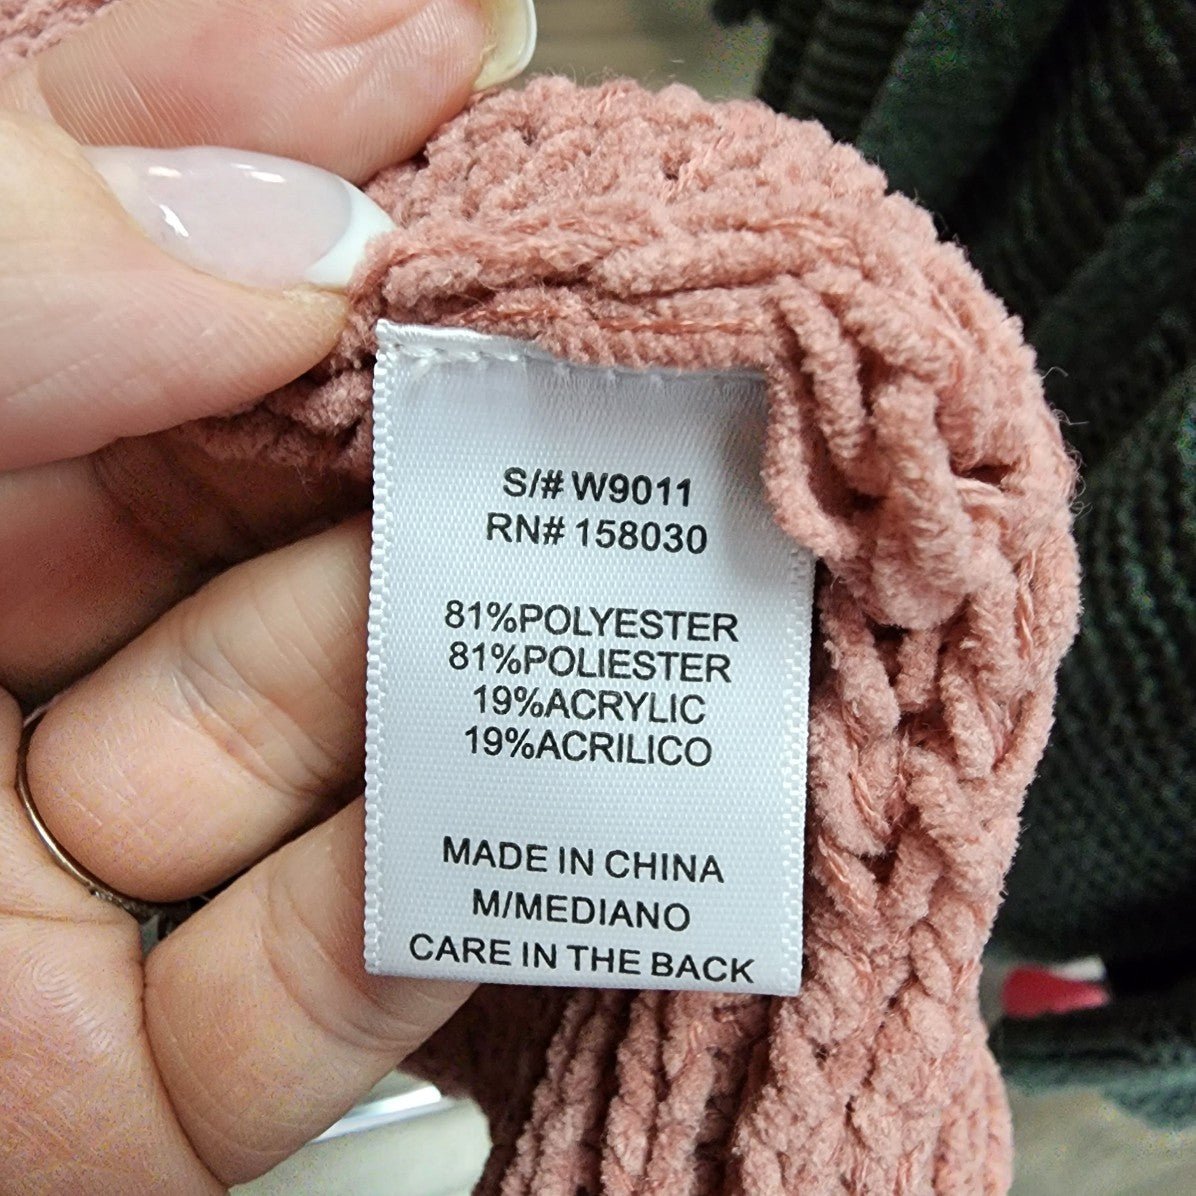 S/# W9011
RN# 158030
81%POLYESTER
81%POLIESTER
19%ACRYLIC
19%ACRILICO
MADE IN CHINA
M/MEDIANO
CARE IN THE BACK